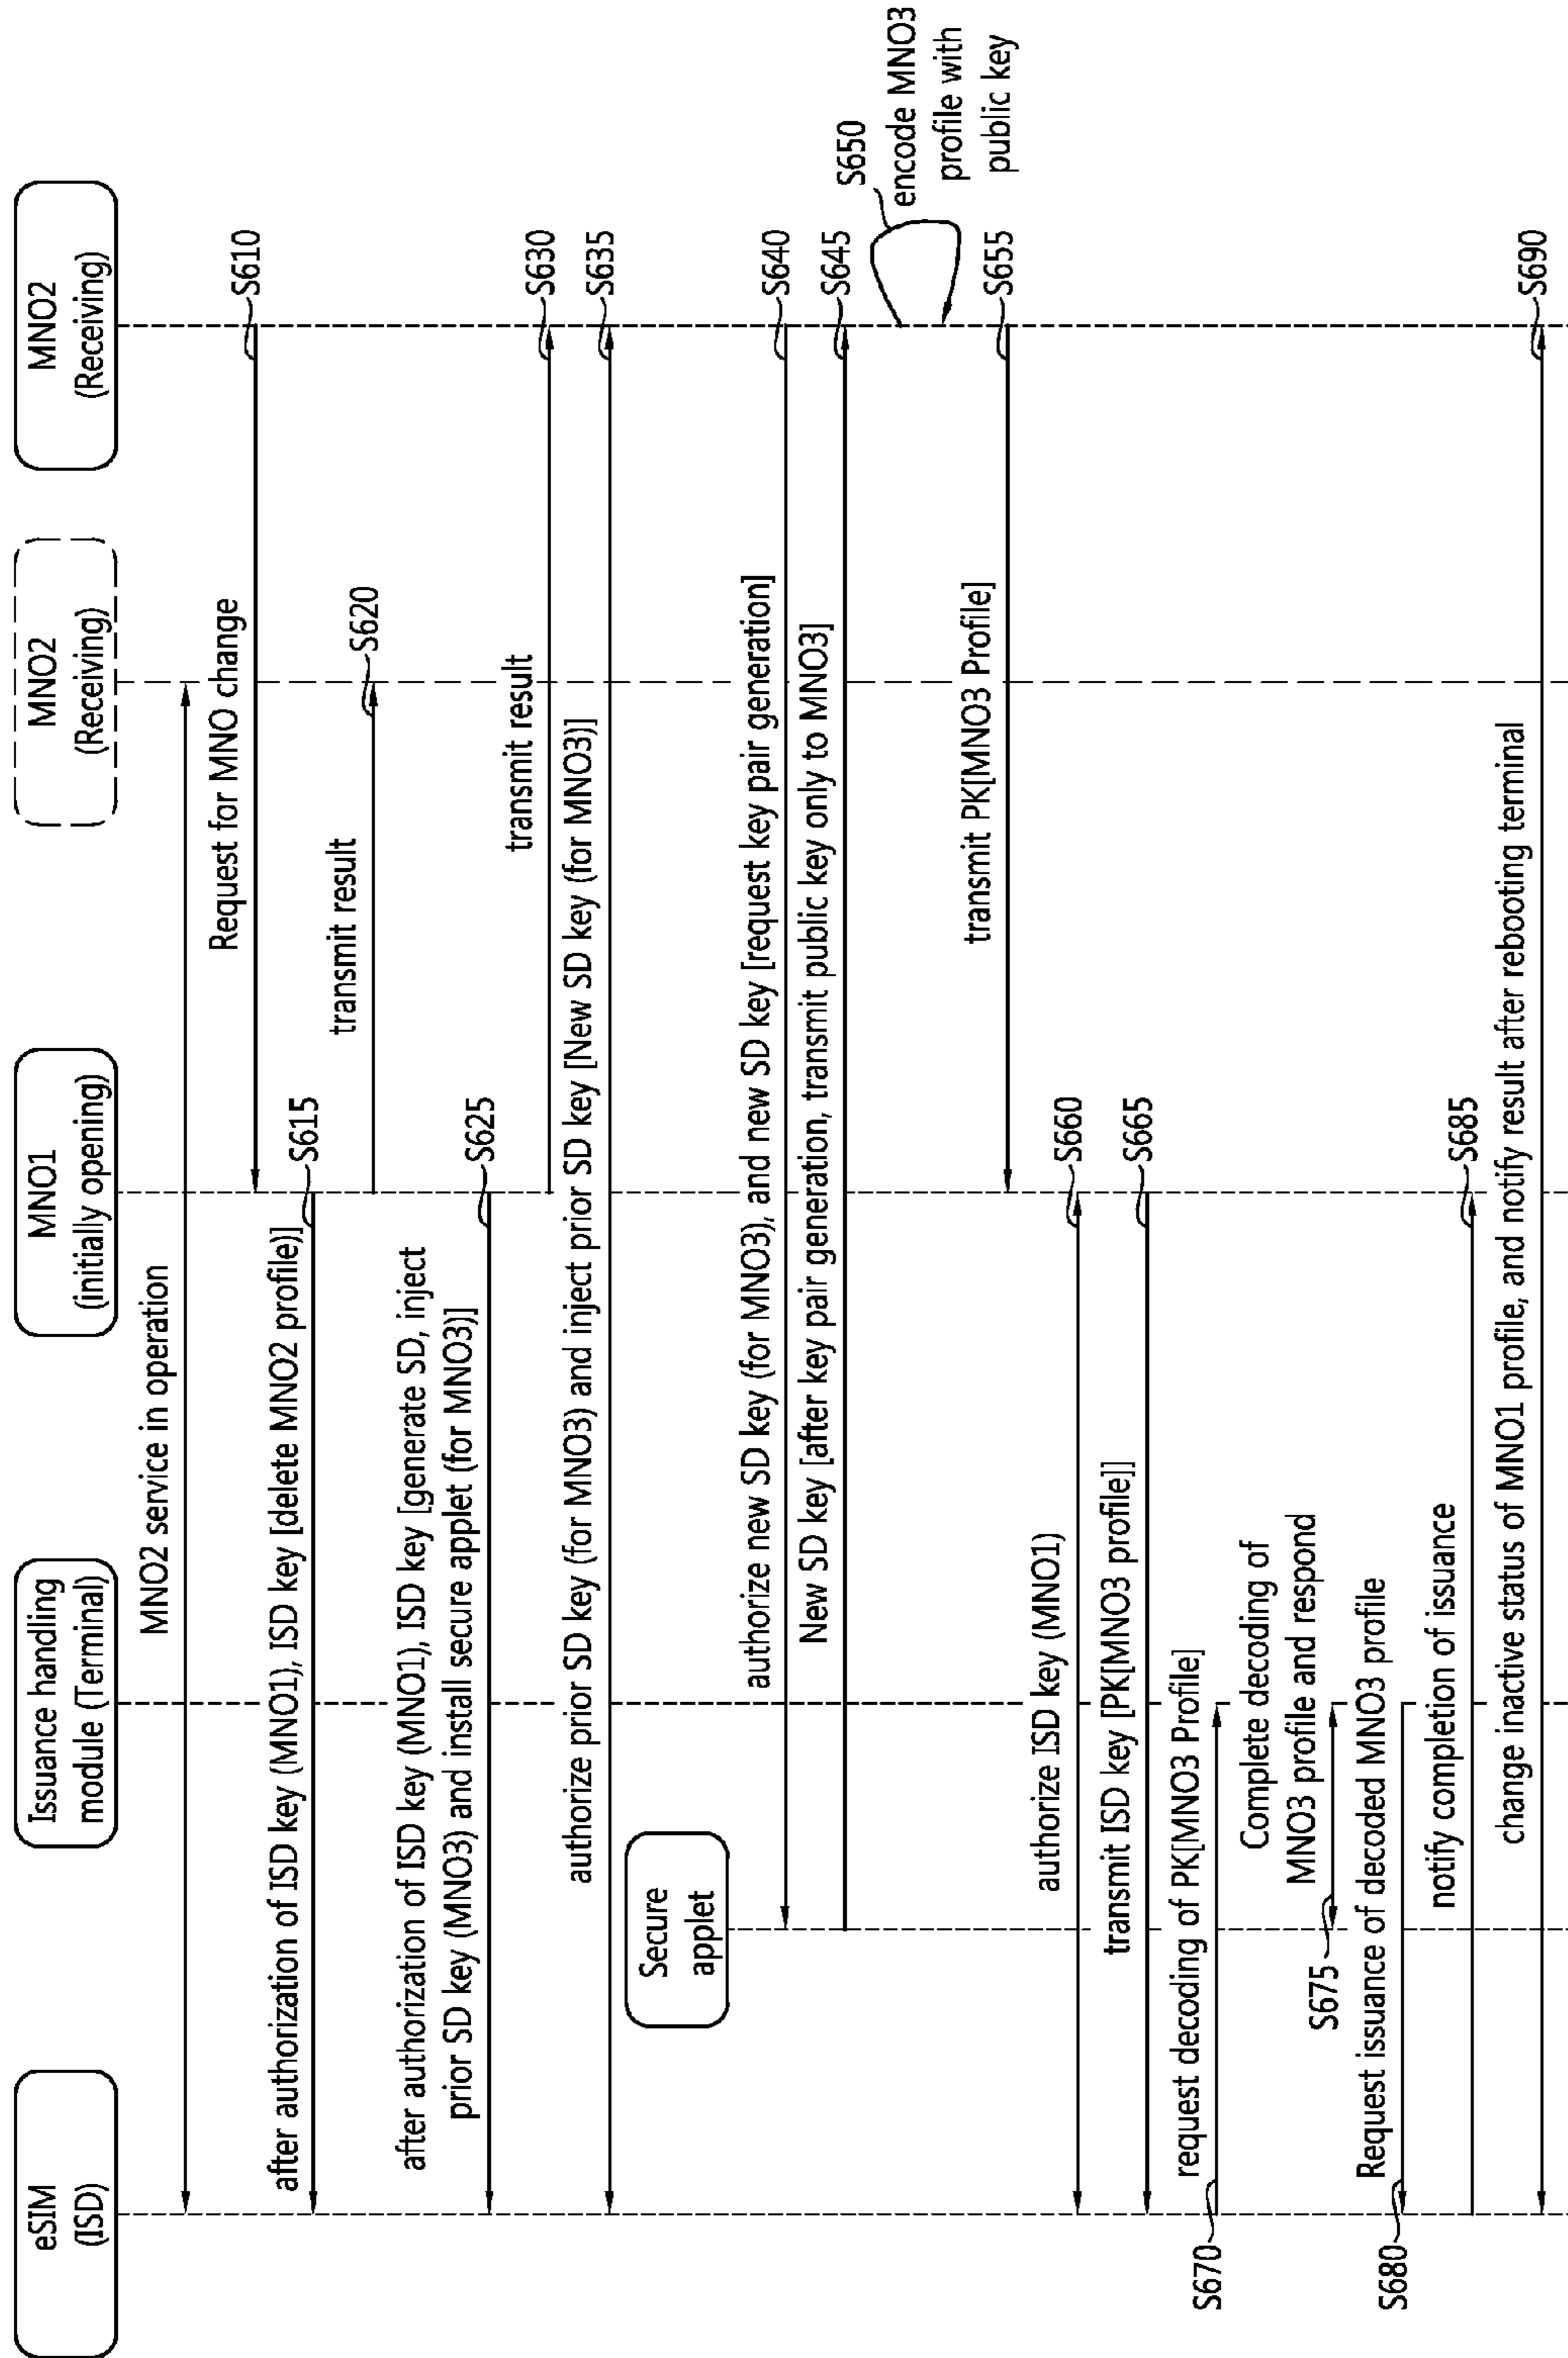 eSIM
(ISD)
Issuance handling
module (Terminal)
MNO1
(initially opening)
MNO2
(Receiving)
MNO2
(Receiving)
MNO2 service in operation
Request for MNO change
S610
after authorization of ISD key (MNO1), ISD key [delete MNO2 profile)]
S615
transmit result
S620
after authorization of ISD key (MNO1), ISD key [generate SD, inject
prior SD key (MNO3) and install secure applet (for MNO3)]
S625
transmit result
S630
authorize prior SD key (for MNO3) and inject prior SD key [New SD key (for MNO3)]
S635
Secure
applet
authorize new SD key (for MNO3), and new SD key [request key pair generation]
S640
New SD key [after key pair generation, transmit public key only to MNO3]
S645
S650
encode MNO3
profile with
public key
transmit PK[MNO3 Profile]
S655
authorize ISD key (MNO1)
S660
transmit ISD key [PK[MNO3 profile]]
S665
request decoding of PK[MNO3 Profile]
S670
Complete decoding of
MNO3 profile and respond
S675
Request issuance of decoded MNO3 profile
S680
notify completion of issuance
S685
change inactive status of MNO1 profile, and notify result after rebooting terminal
S690